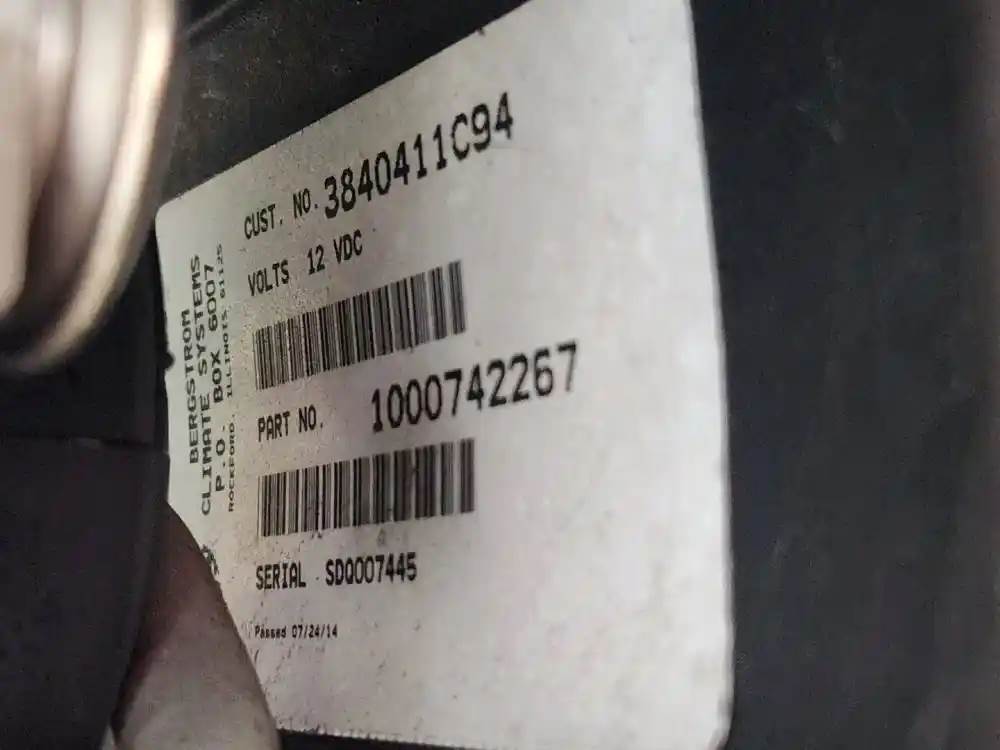 BERGSTROM
CLIMATE SYSTEMS
P.O. BOX 6007
ROCKFORD, ILLINOIS 61125
CUST. NO. 3840411C94
VOLTS 12 VDC
PART NO. 1000742267
SERIAL SDQ007445
Passed 07/24/14